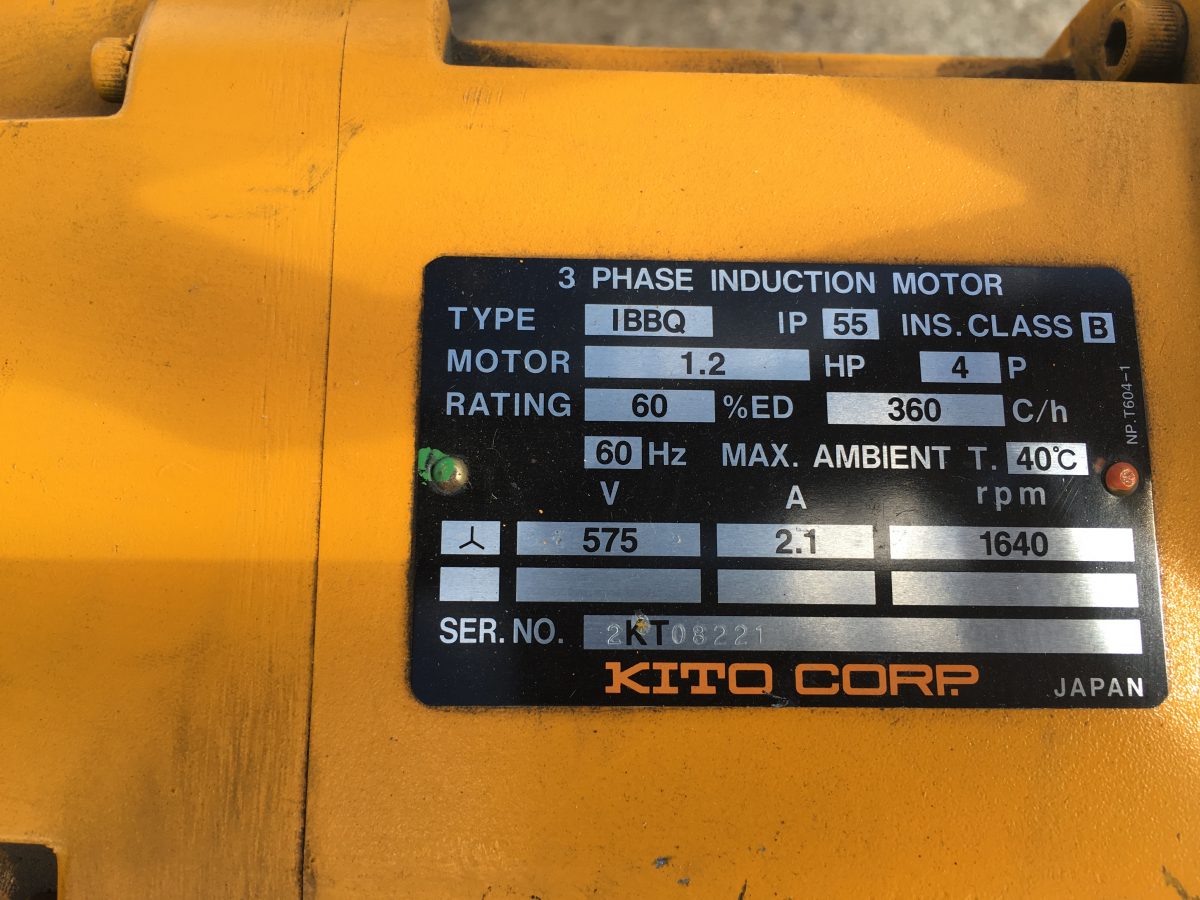 3 PHASE INDUCTION MOTOR
TYPE IBBQ IP 55 INS. CLASS B
MOTOR 1.2 HP 4 P
RATING 60 %ED 360 C/h
60 Hz MAX. AMBIENT T. 40°C
V A rpm
575 2.1 1640
SER. NO. 2KT08221
KITO CORP.
JAPAN
NP. T604-1